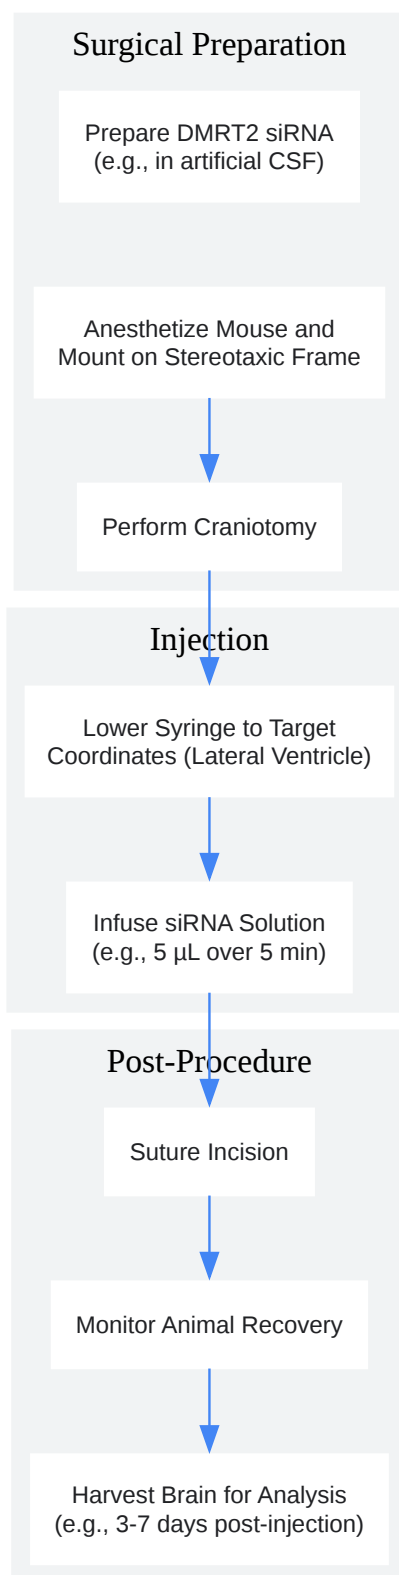 Surgical Preparation
Prepare DMRT2 siRNA
(e.g., in artificial CSF)
Anesthetize Mouse and
Mount on Stereotaxic Frame
Perform Craniotomy
Injection
Lower Syringe to Target
Coordinates (Lateral Ventricle)
Infuse siRNA Solution
(e.g., 5 µL over 5 min)
Post-Procedure
Suture Incision
Monitor Animal Recovery
Harvest Brain for Analysis
(e.g., 3-7 days post-injection)